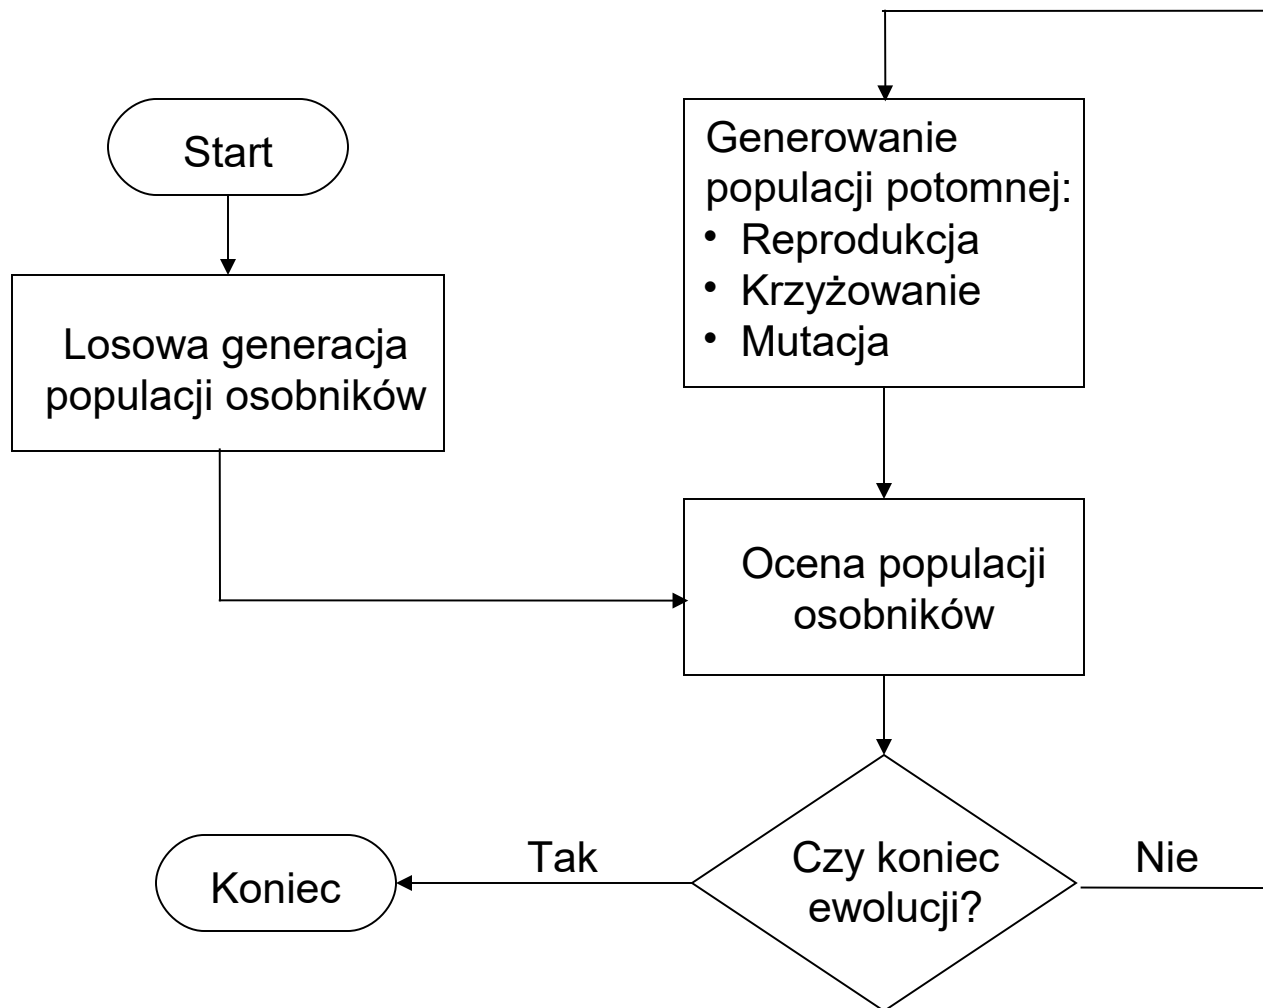 Start
Losowa generacja
populacji osobników
Generowanie
populacji potomnej:
• Reprodukcja
• Krzyżowanie
• Mutacja
Ocena populacji
osobników
Czy koniec
ewolucji?
Tak
Nie
Koniec